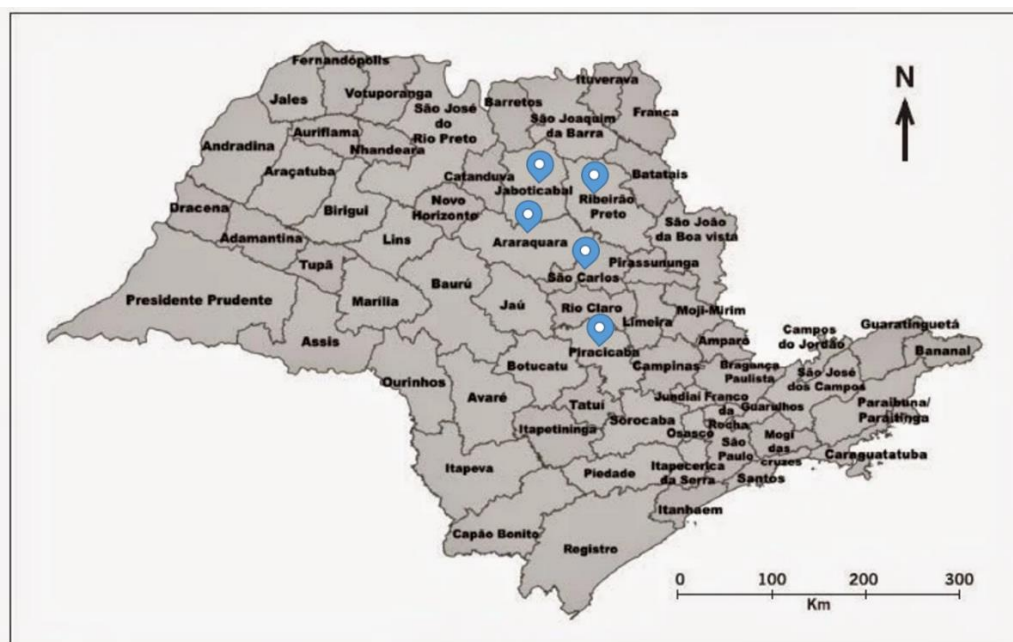 Fernandópolis
Jales
Votuporanga
São José
do
Rio Preto
Barretos
Ituverava
São Joaquim
da Barra
Franca
Andradina
Auriflama
Nhandeara
Araçatuba
Catanduva
Jaboticabal
Ribeirão
Preto
Batatais
Dracena
Birigui
Novo
Horizonto
Adamantina
Lins
Araraquara
São João
da Boa vista
Tupã
São Carlos
Pirassununga
Presidente Prudente
Marília
Baurú
Jaú
Rio Claro
Limeira
Moji-Mirim
Assis
Piracicaba
Amparo
Campos
do Jordão
Guaratinguetá
Bananal
Ourinhos
Botucatu
Campinas
Bragança
Paulista
São José
dos Campos
Avaré
Tatuí
Jundiaí
Franco
da
Rocha
Guarulhos
Paraibuna/
Paraitinga
Itapetininga
Sorocaba
Osasco
São
Paulo
Mogi
das
cruzes
Caraguatatuba
Itapeva
Piedade
Itapecerica
da Serra
Santos
Itanhaem
Capão Bonito
Registro
N
0 100 200 300
Km